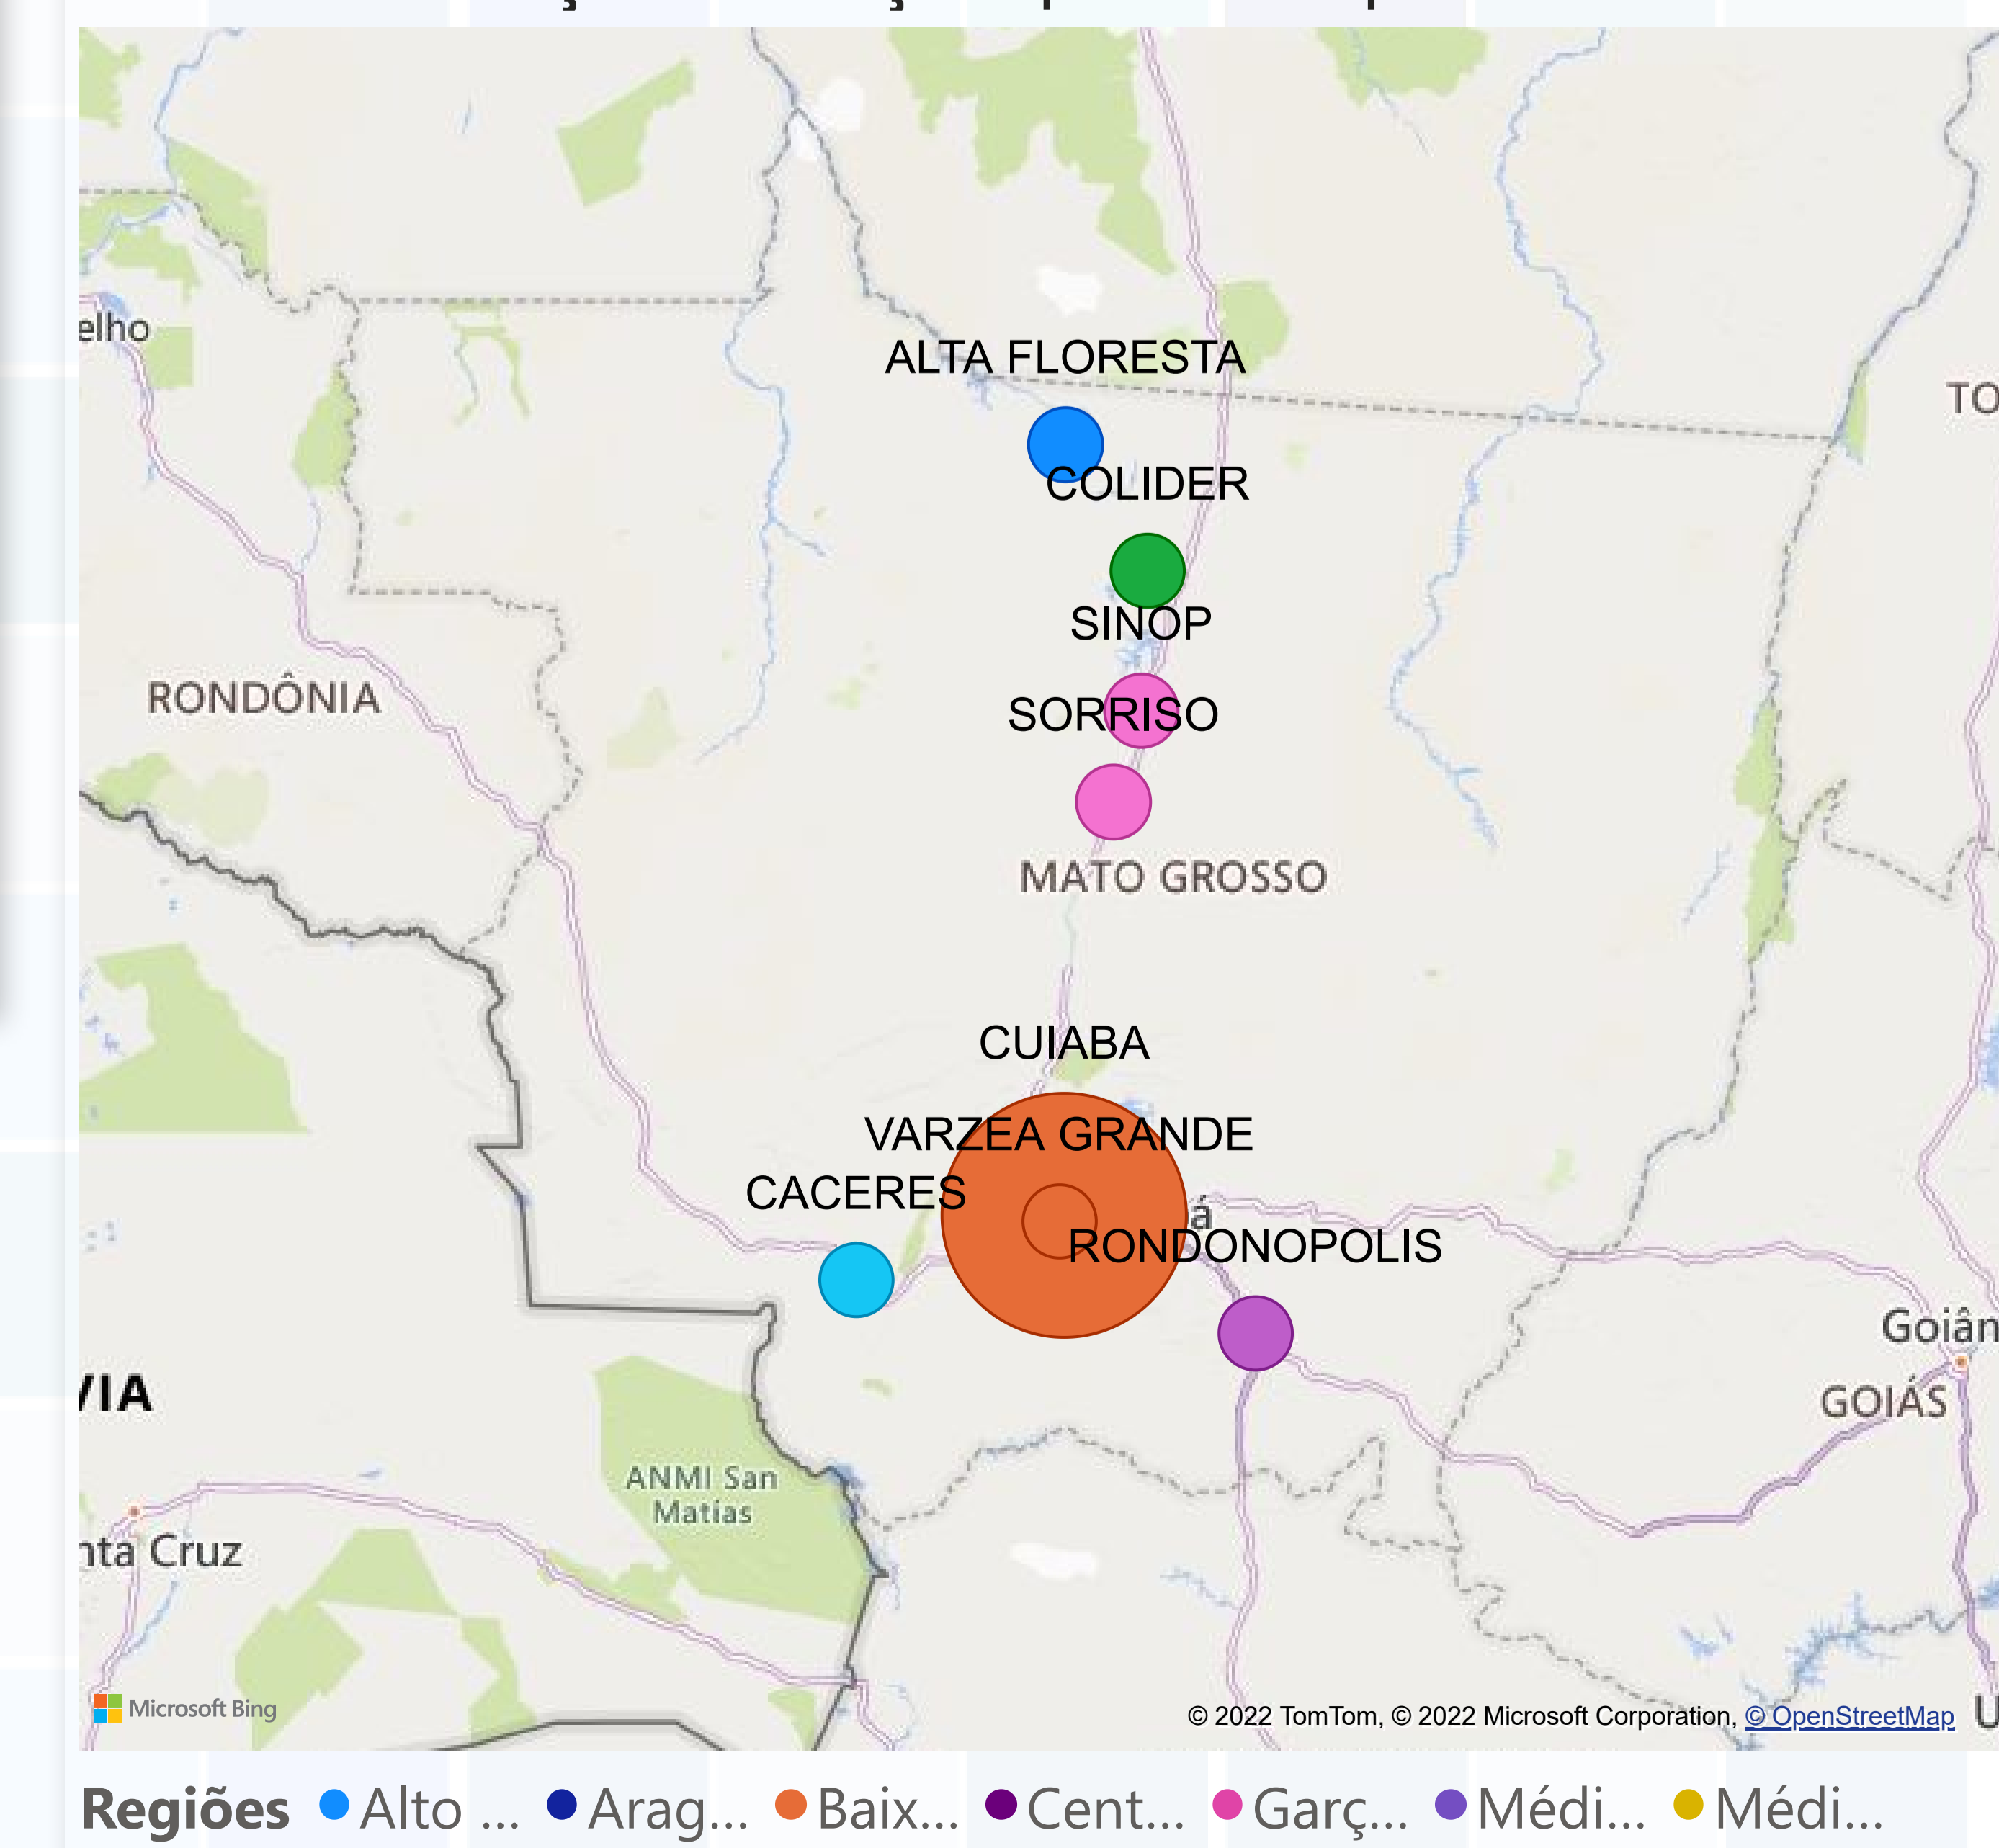 elho
ALTA FLORESTA
TO
COLIDER
SINOP
RONDÔNIA
SORRISO
MATO GROSSO
CUIABA
VARZEA GRANDE
CACERES
á
RONDONOPOLIS
Goiân
VIA
GOIÁS
ANMI San
Matías
nta Cruz
Microsoft Bing
© 2022 TomTom, © 2022 Microsoft Corporation, © OpenStreetMap
U
Regiões Alto ... Arag... Baix... Cent... Garç... Médi... Médi...